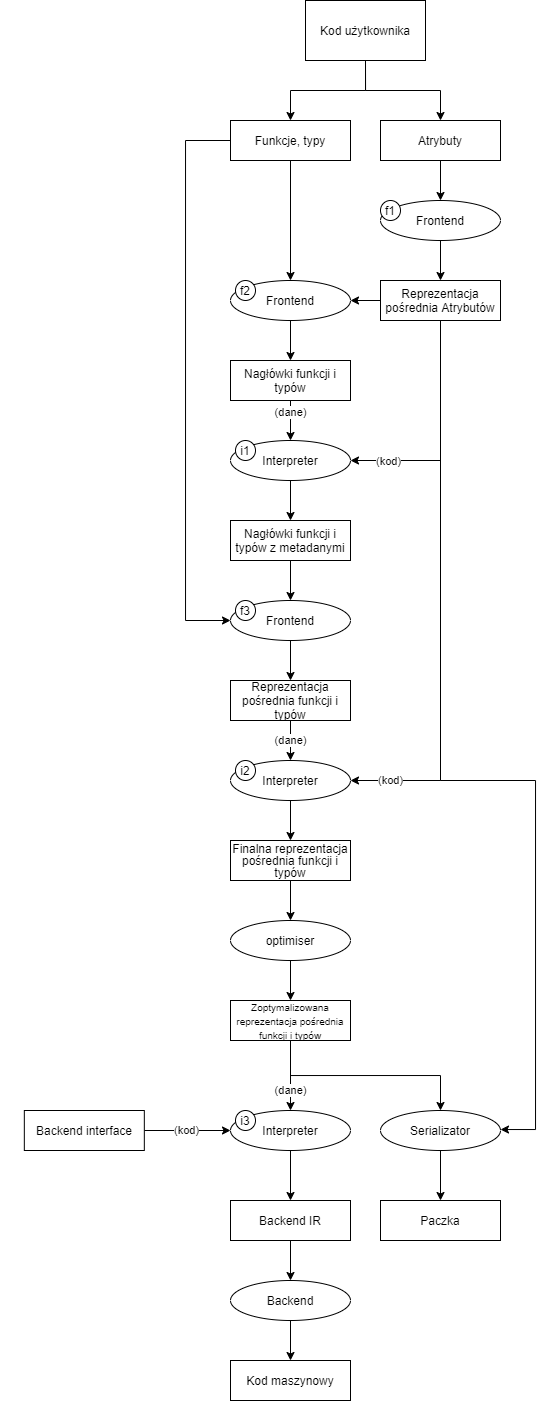 Kod użytkownika
Funkcje, typy
Atrybuty
f1
Frontend
f2
Frontend
Reprezentacja
pośrednia Atrybutów
Nagłówki funkcji i
typów
(dane)
i1
Interpreter
(kod)
Nagłówki funkcji i
typów z metadanymi
f3
Frontend
Reprezentacja
pośrednia funkcji i
typów
(dane)
i2
Interpreter
(kod)
Finalna reprezentacja
pośrednia funkcji i
typów
optimiser
Zoptymalizowana
reprezentacja pośrednia
funkcji i typów
(dane)
Backend interface
(kod)
i3
Interpreter
Serializator
Backend IR
Paczka
Backend
Kod maszynowy